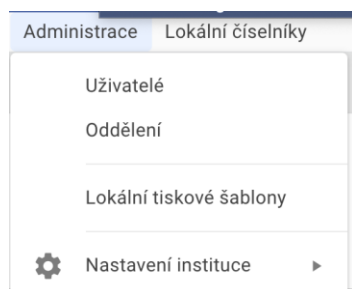 Administrace Lokální číselníky
Uživatelé
Oddělení
Lokální tiskové šablony
Nastavení instituce